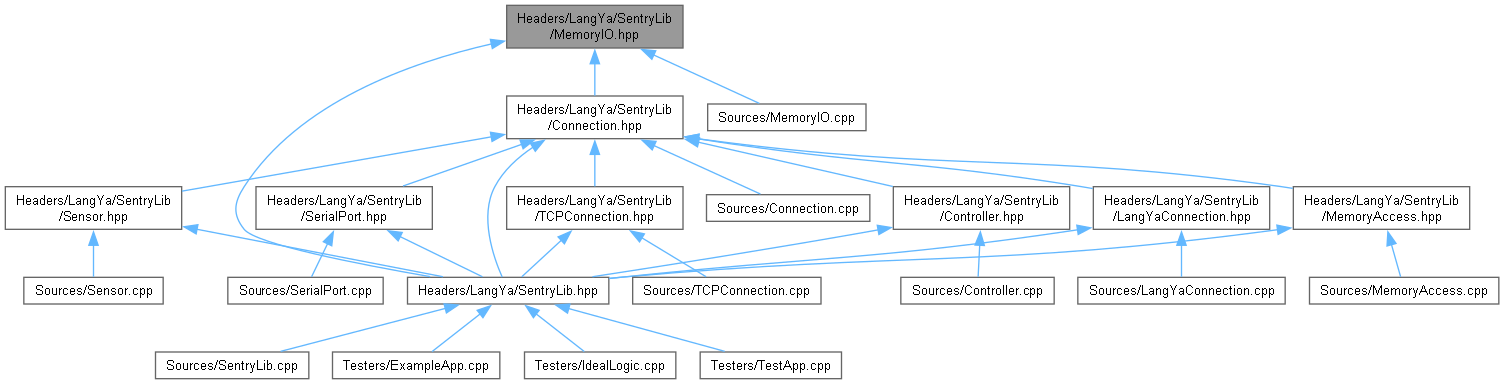 Headers/LangYa/SentryLib
/MemoryIO.hpp
Headers/LangYa/SentryLib
/Connection.hpp
Sources/MemoryIO.cpp
Headers/LangYa/SentryLib
/Sensor.hpp
Headers/LangYa/SentryLib
/SerialPort.hpp
Headers/LangYa/SentryLib
/TCPConnection.hpp
Sources/Connection.cpp
Headers/LangYa/SentryLib
/Controller.hpp
Headers/LangYa/SentryLib
/LangYaConnection.hpp
Headers/LangYa/SentryLib
/MemoryAccess.hpp
Sources/Sensor.cpp
Sources/SerialPort.cpp
Headers/LangYa/SentryLib.hpp
Sources/TCPConnection.cpp
Sources/Controller.cpp
Sources/LangYaConnection.cpp
Sources/MemoryAccess.cpp
Sources/SentryLib.cpp
Testers/ExampleApp.cpp
Testers/IdealLogic.cpp
Testers/TestApp.cpp